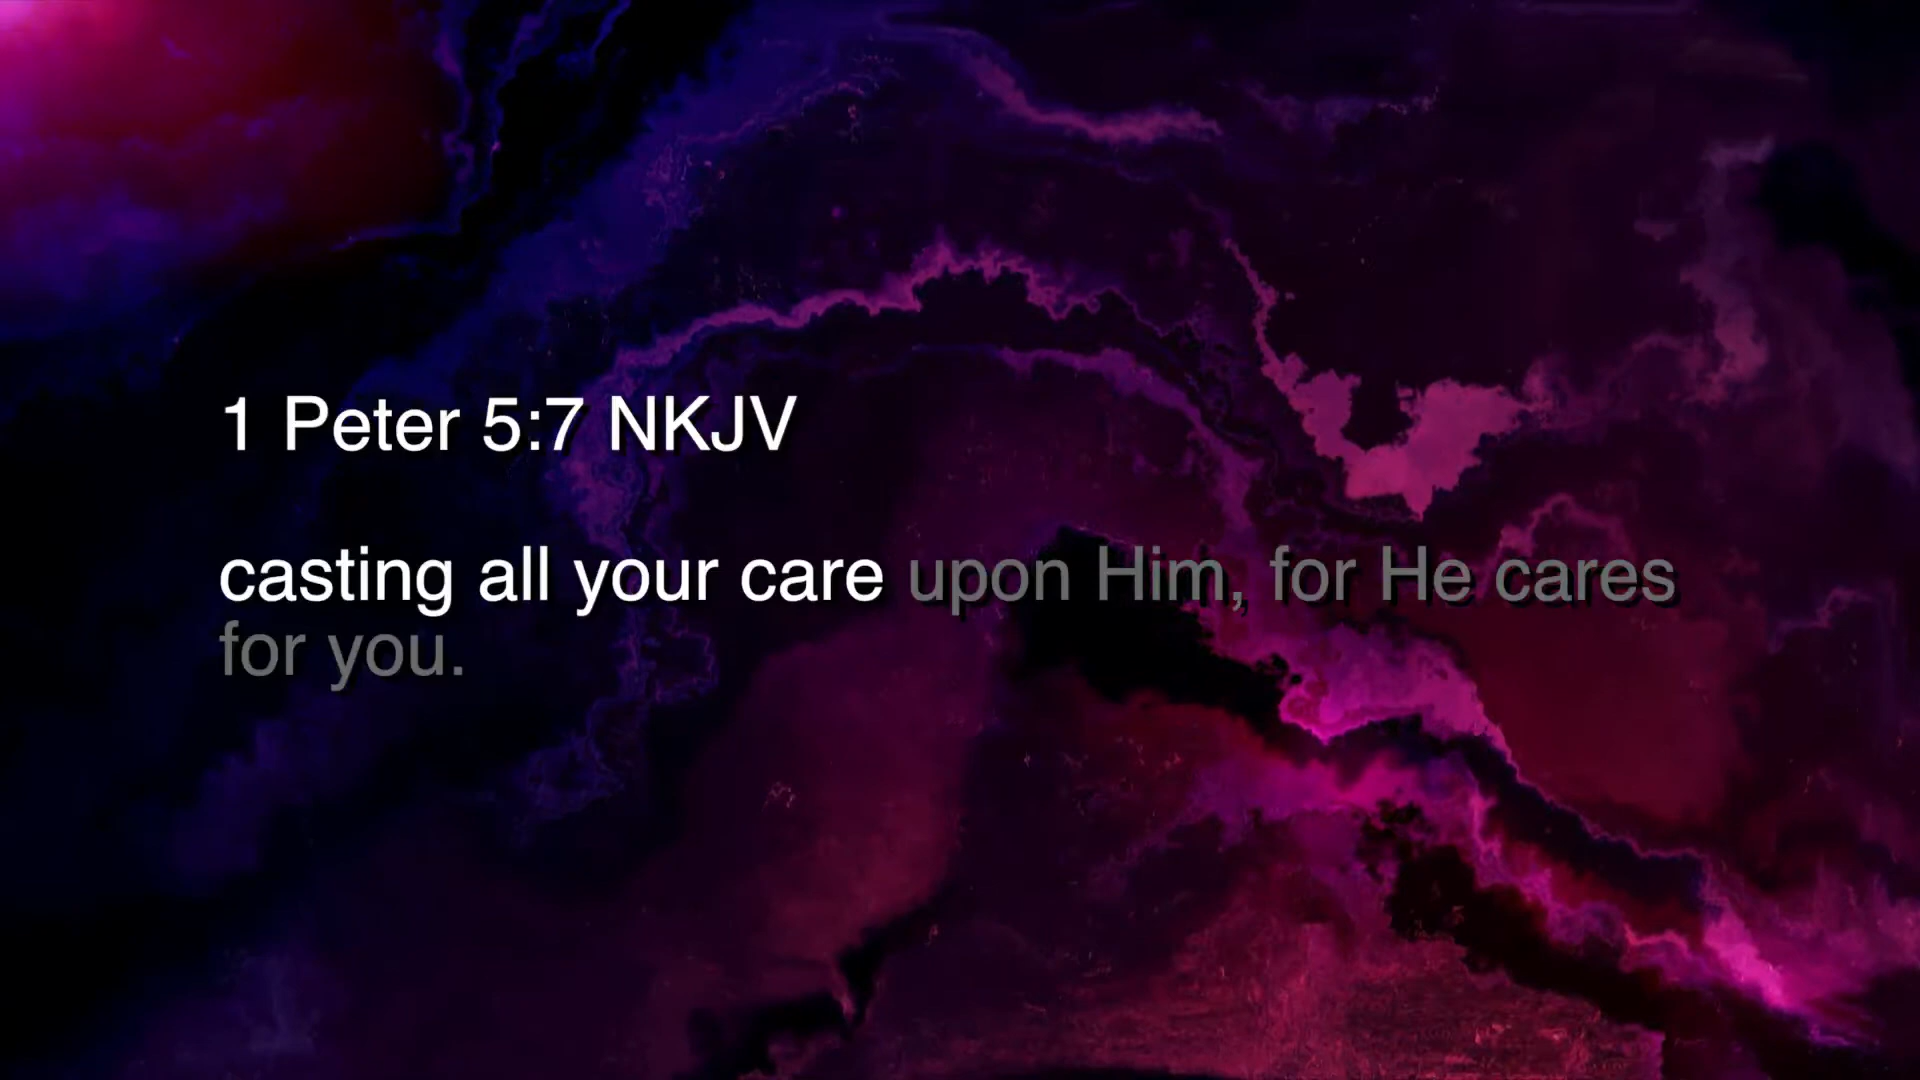 1 Peter 5:7 NKJV
casting all your care upon Him, for He cares
for you.